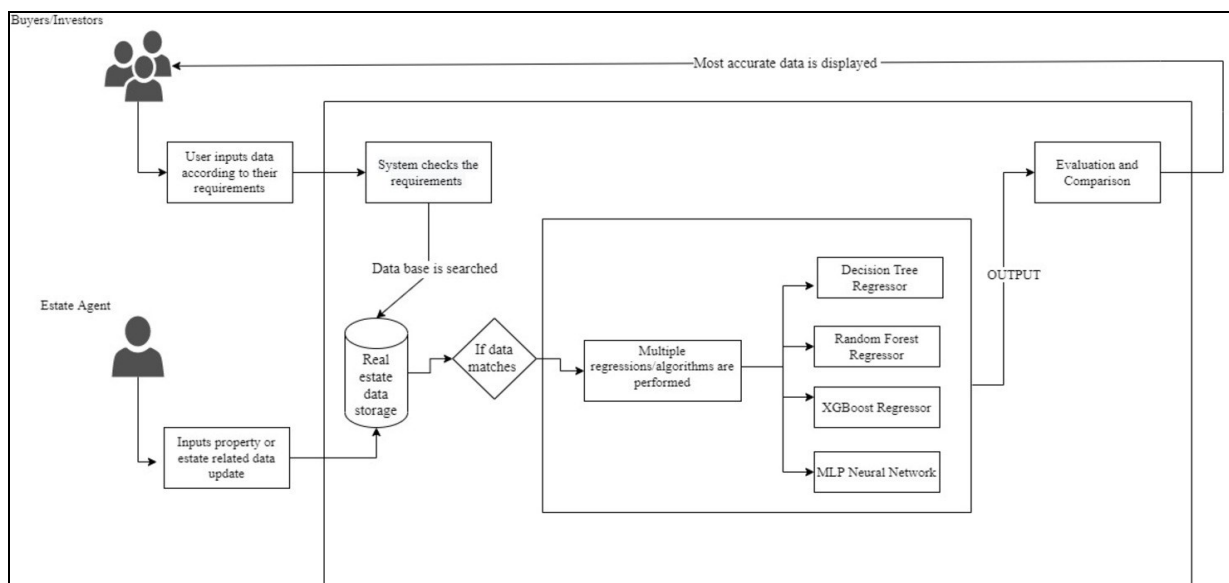 Buyers/Investors
Most accurate data is displayed
User inputs data
according to their
requirements
System checks the
requirements
Evaluation and
Comparison
Data base is searched
Decision Tree
Regressor
OUTPUT
Estate Agent
Real
estate
data
storage
If data
matches
Multiple
regressions/algorithms are
performed
Random Forest
Regressor
XGBoost Regressor
MLP Neural Network
Inputs property or
estate related data
update